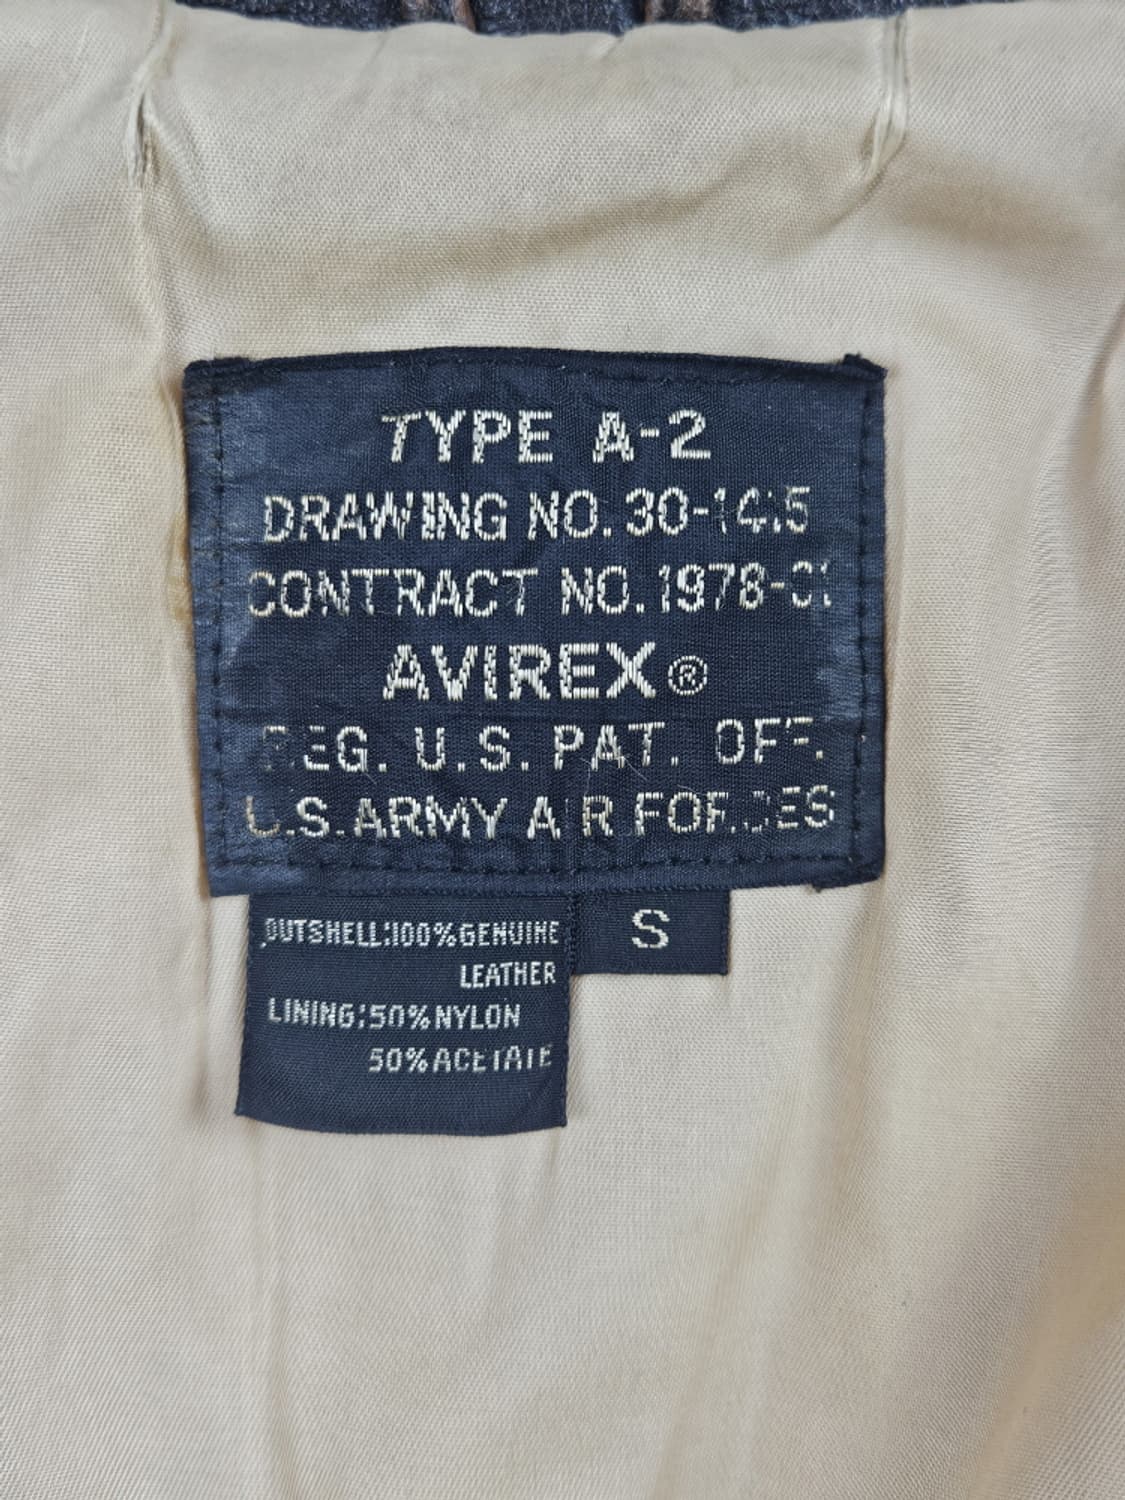 TYPE A-2
DRAWING NO. 30-1415
CONTRACT NO. 1978-01
AVIREX®
REG. U.S. PAT. OFF.
U.S. ARMY AIR FORCES
OUTSHELL:100%GENUINE
S
LEATHER
LINING:50%NYLON
50%ACETATE